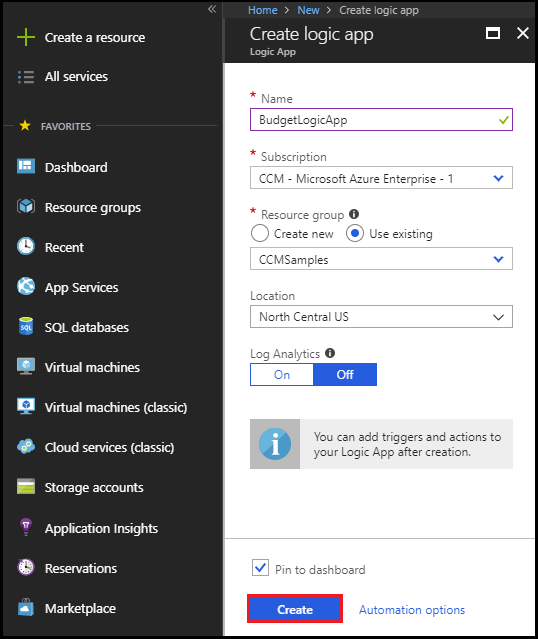 «
Create a resource
All services
FAVORITES
Dashboard
Resource groups
Recent
App Services
SQL databases
Virtual machines
Virtual machines (classic)
Cloud services (classic)
Storage accounts
Application Insights
Reservations
Marketplace
Home > New > Create logic app
Create logic app
Logic App
* Name
BudgetLogicApp
* Subscription
CCM - Microsoft Azure Enterprise - 1
* Resource group
Create new Use existing
CCMSamples
Location
North Central US
Log Analytics
On Off
You can add triggers and actions to
your Logic App after creation.
Pin to dashboard
Create Automation options